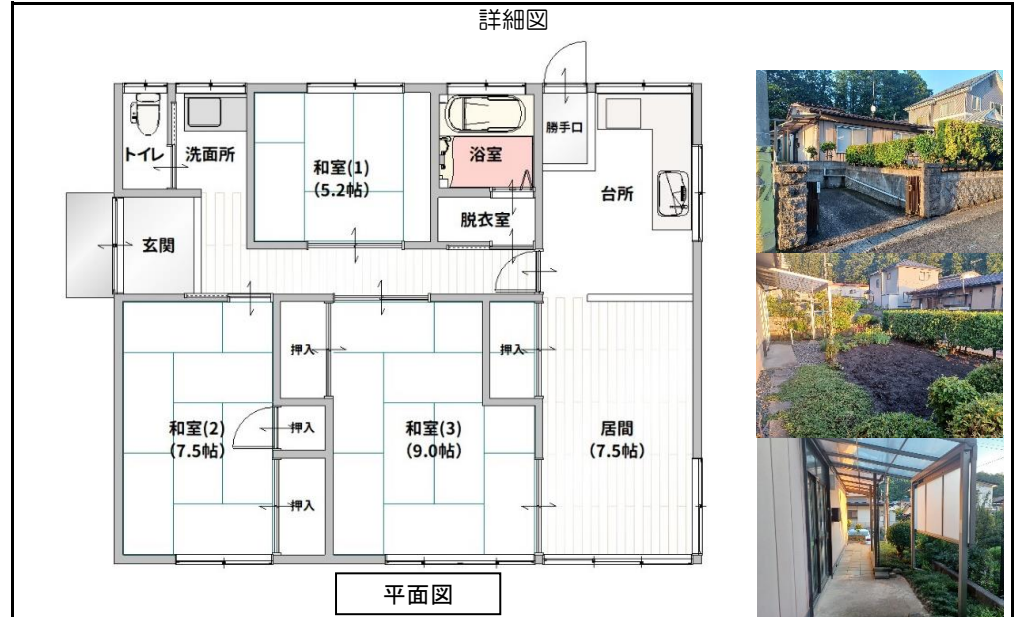 詳細図
勝手口
トイレ
洗面所
和室(1)
(5.2帖)
浴室
台所
脱衣室
玄関
押入
押入
和室(2)
(7.5帖)
押入
和室(3)
(9.0帖)
居間
(7.5帖)
押入
平面図